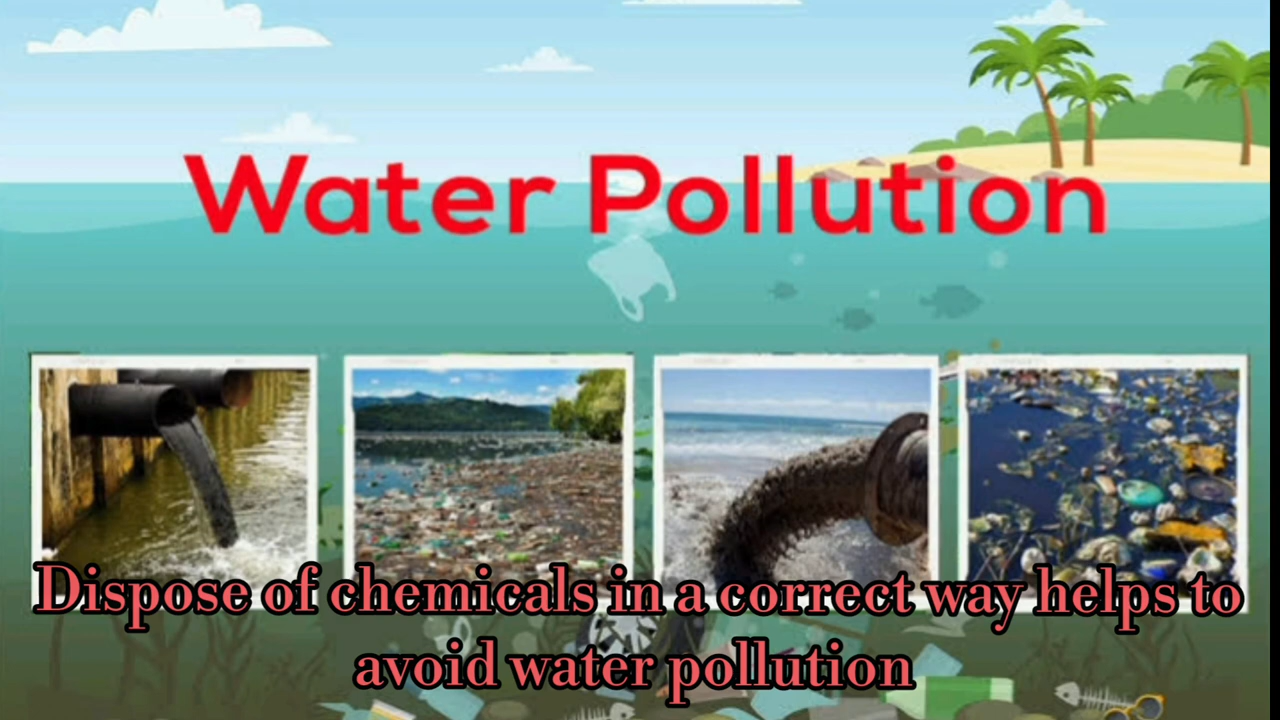 Water Pollution
Dispose of chemicals in a correct way helps to
avoid water pollution